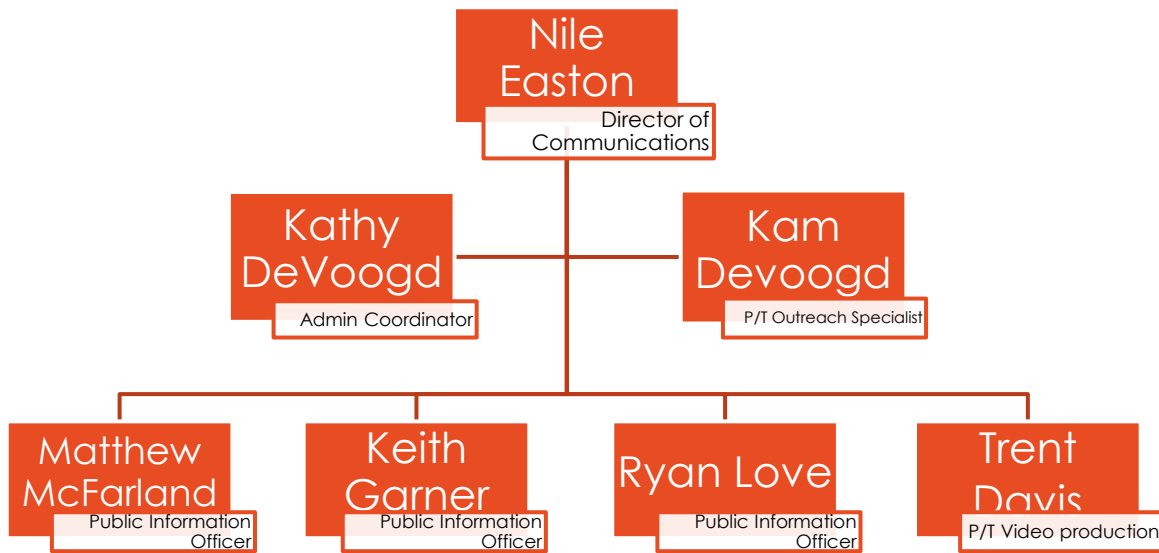 Nile
Easton
Director of
Communications
Kathy
DeVoogd
Admin Coordinator
Kam
Devoogd
P/T Outreach Specialist
Matthew
McFarland
Public Information
Officer
Keith
Garner
Public Information
Officer
Ryan Love
Public Information
Officer
Trent
Davis
P/T Video production